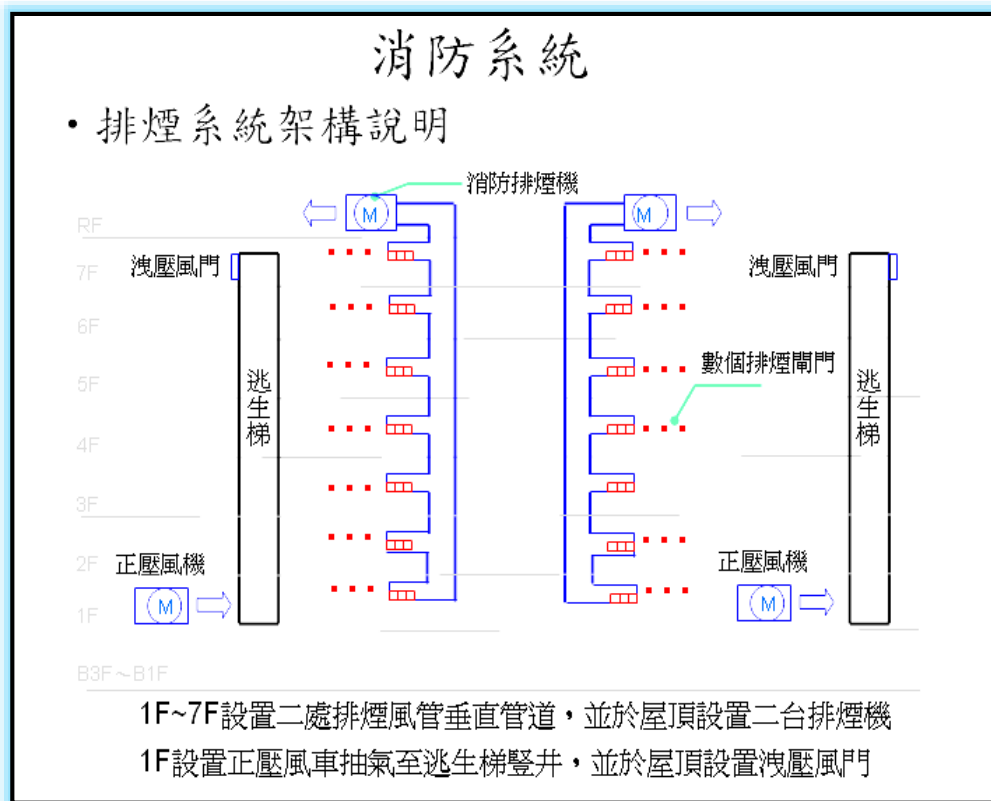 消防系統
• 排煙系統架構說明
消防排煙機
M
M
RF
洩壓風門
洩壓風門
7F
6F
數個排煙閘門
5F
逃生梯
逃生梯
4F
3F
2F
正壓風機
正壓風機
M
M
1F
B3F～B1F
1F~7F設置二處排煙風管垂直管道，並於屋頂設置二台排煙機
1F設置正壓風車抽氣至逃生梯豎井，並於屋頂設置洩壓風門